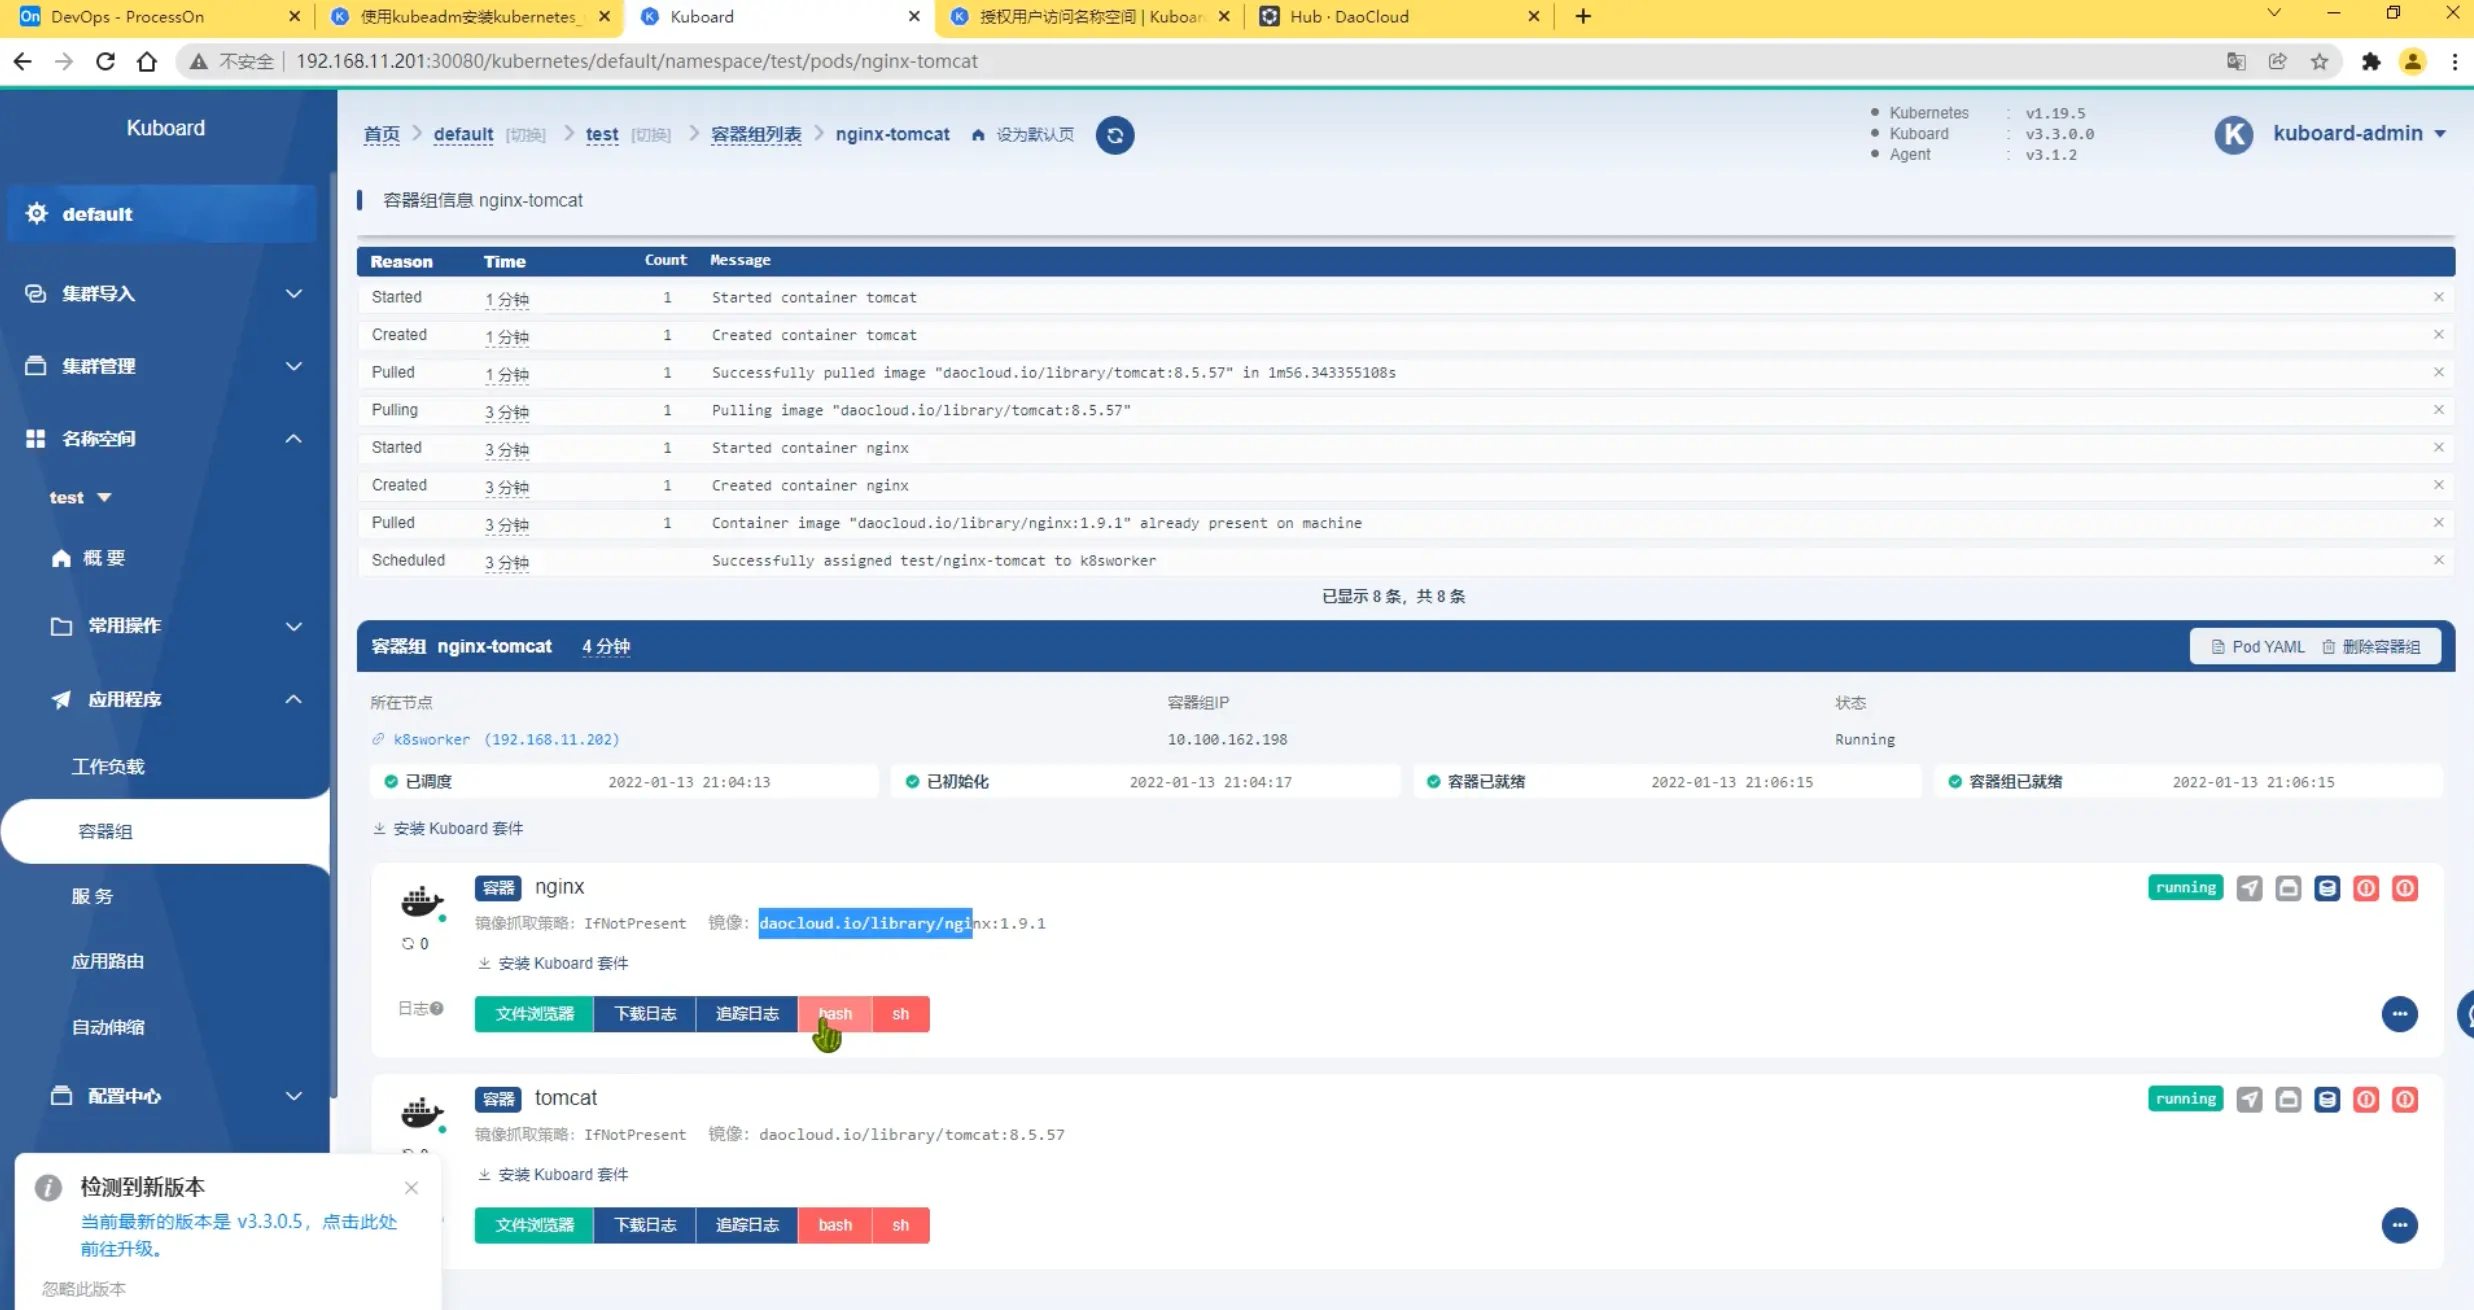 DevOps - ProcessOn
使用kubeadm安装kubernetes_
Kuboard
授权用户访问名称空间 | Kuboar
Hub · DaoCloud
不安全 192.168.11.201:30080/kubernetes/default/namespace/test/pods/nginx-tomcat
Kuboard
default
集群导入
集群管理
名称空间
test
概 要
常用操作
应用程序
工作负载
容器组
服 务
应用路由
自动伸缩
配置中心
首页 default [切换] test [切换] 容器组列表 nginx-tomcat 设为默认页
Kubernetes : v1.19.5
Kuboard : v3.3.0.0
Agent : v3.1.2
K kuboard-admin
容器组信息 nginx-tomcat
Reason Time Count Message
Started 1 分钟 1 Started container tomcat
Created 1 分钟 1 Created container tomcat
Pulled 1 分钟 1 Successfully pulled image "daocloud.io/library/tomcat:8.5.57" in 1m56.343355108s
Pulling 3 分钟 1 Pulling image "daocloud.io/library/tomcat:8.5.57"
Started 3 分钟 1 Started container nginx
Created 3 分钟 1 Created container nginx
Pulled 3 分钟 1 Container image "daocloud.io/library/nginx:1.9.1" already present on machine
Scheduled 3 分钟 Successfully assigned test/nginx-tomcat to k8sworker
已显示 8 条，共 8 条
容器组 nginx-tomcat 4 分钟 Pod YAML 删除容器组
所在节点 容器组IP 状态
k8sworker (192.168.11.202) 10.100.162.198 Running
已调度 2022-01-13 21:04:13 已初始化 2022-01-13 21:04:17 容器已就绪 2022-01-13 21:06:15 容器组已就绪 2022-01-13 21:06:15
安装 Kuboard 套件
容器 nginx running
镜像抓取策略: IfNotPresent 镜像: daocloud.io/library/nginx:1.9.1
0
安装 Kuboard 套件
日志 文件浏览器 下载日志 追踪日志 bash sh
容器 tomcat running
镜像抓取策略: IfNotPresent 镜像: daocloud.io/library/tomcat:8.5.57
安装 Kuboard 套件
文件浏览器 下载日志 追踪日志 bash sh
检测到新版本
当前最新的版本是 v3.3.0.5，点击此处
前往升级。
忽略此版本